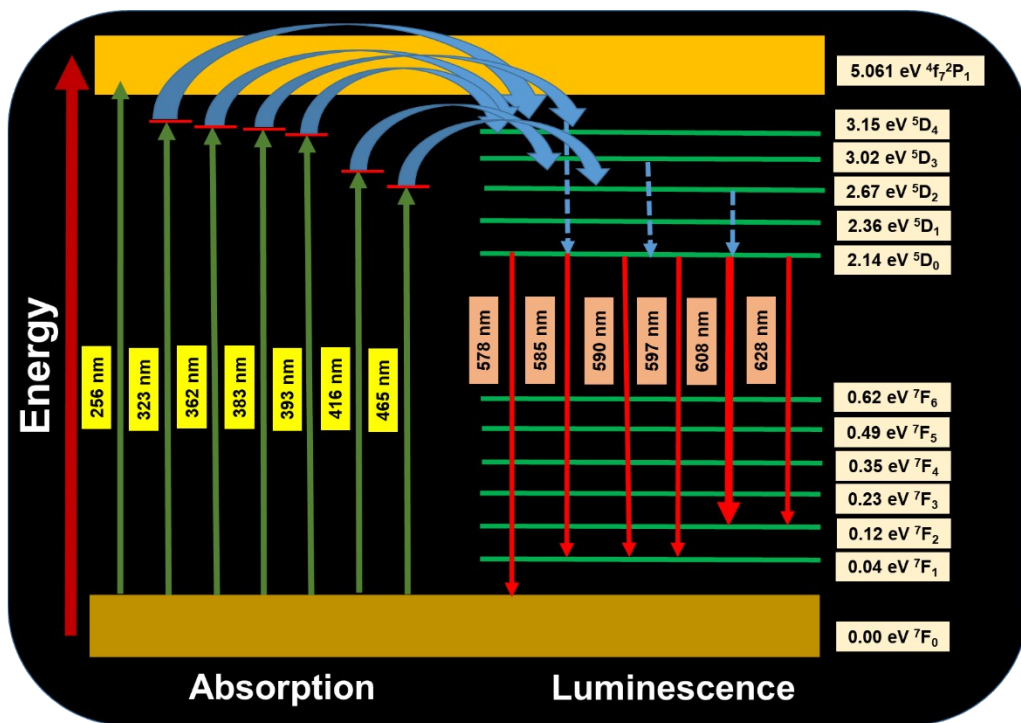 Energy
256 nm
323 nm
362 nm
383 nm
393 nm
416 nm
465 nm
578 nm
585 nm
590 nm
597 nm
608 nm
628 nm
5.061 eV ⁴f₇²P₁
3.15 eV ⁵D₄
3.02 eV ⁵D₃
2.67 eV ⁵D₂
2.36 eV ⁵D₁
2.14 eV ⁵D₀
0.62 eV ⁷F₆
0.49 eV ⁷F₅
0.35 eV ⁷F₄
0.23 eV ⁷F₃
0.12 eV ⁷F₂
0.04 eV ⁷F₁
0.00 eV ⁷F₀
Absorption
Luminescence